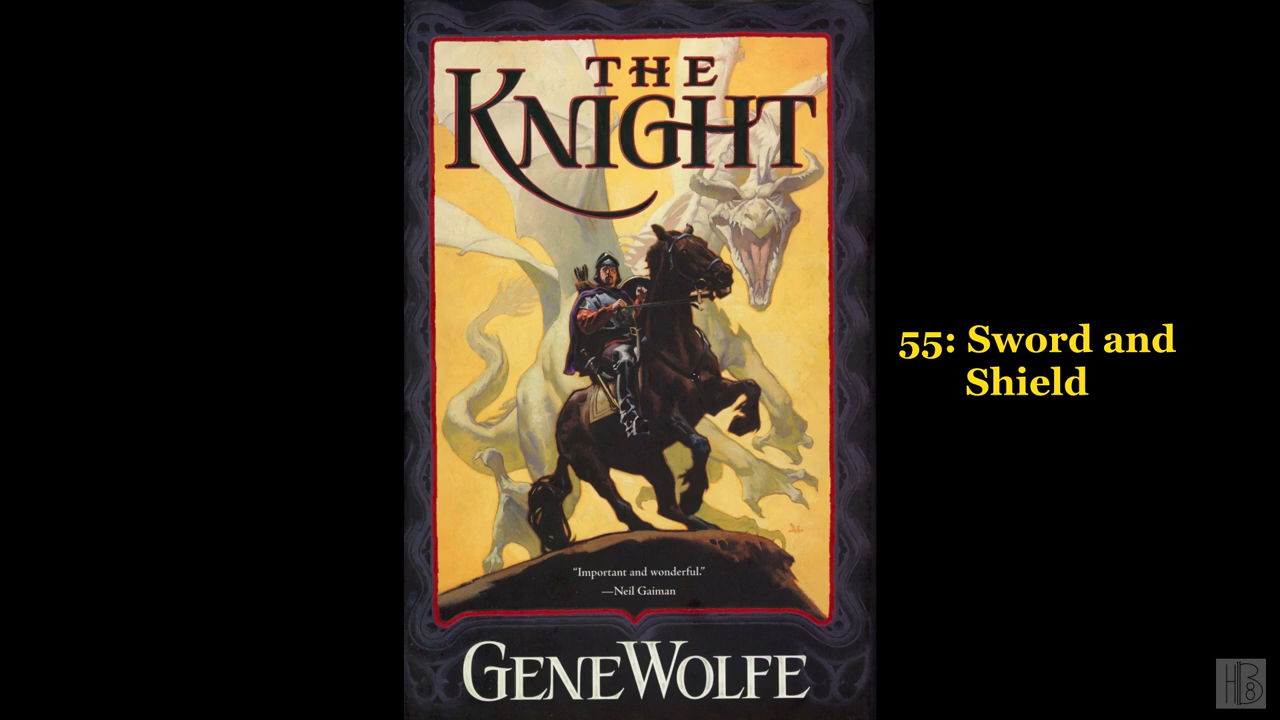 THE
KNIGHT
"Important and wonderful."
—Neil Gaiman
GENE WOLFE
55: Sword and
Shield